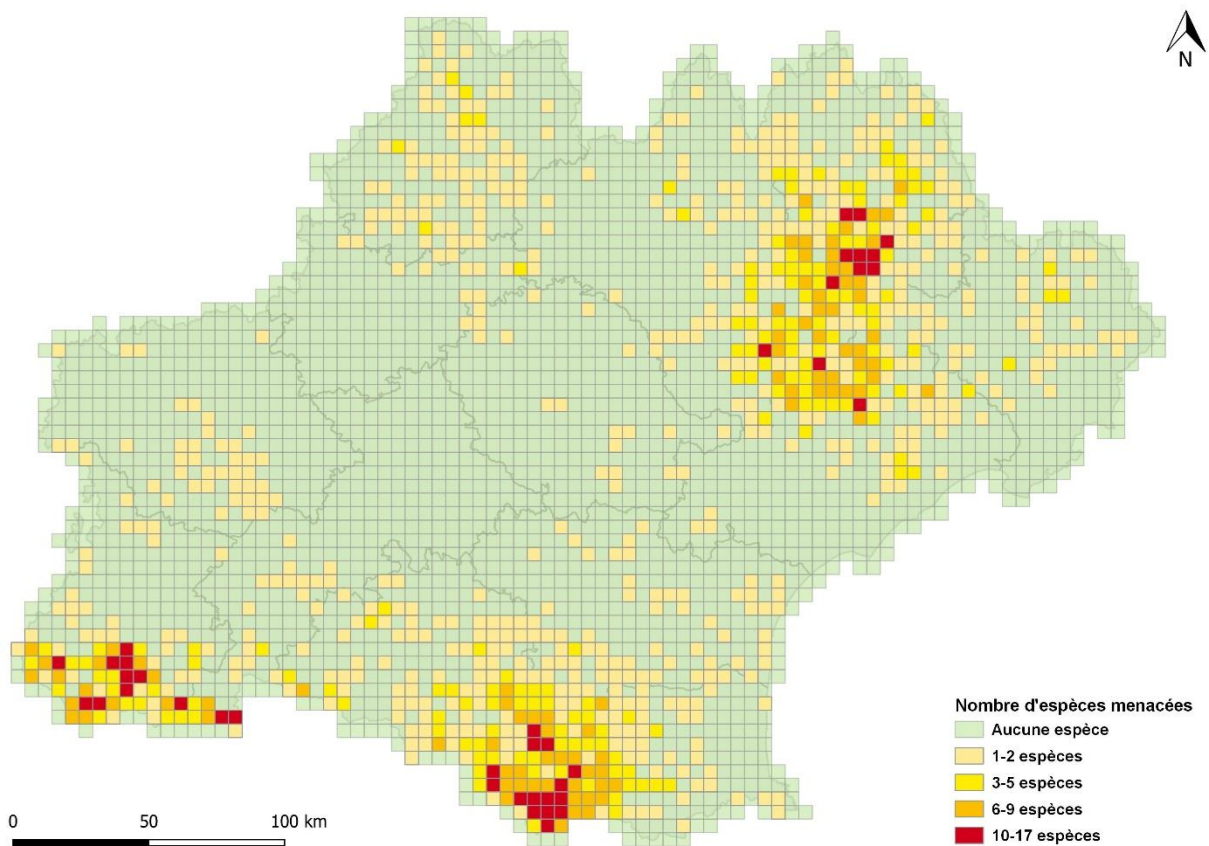 N
Nombre d'espèces menacées
Aucune espèce
1-2 espèces
3-5 espèces
6-9 espèces
10-17 espèces
0 50 100 km